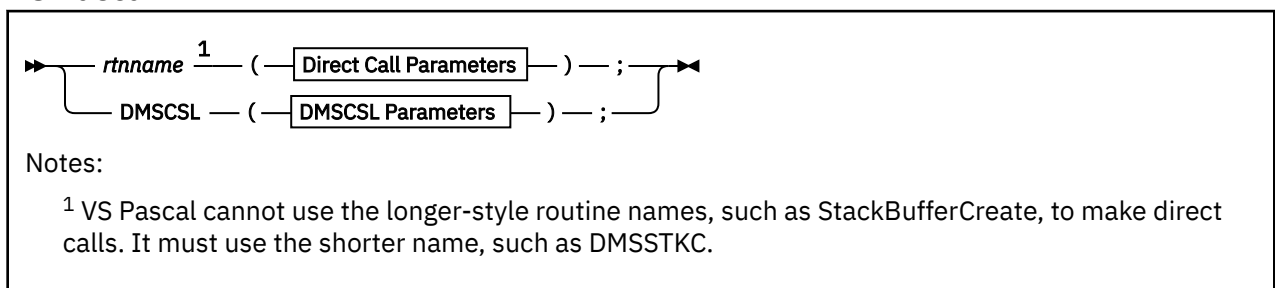 rtnname 1 ( Direct Call Parameters ) ;
DMSCSL ( DMSCSL Parameters ) ;
Notes:
1 VS Pascal cannot use the longer-style routine names, such as StackBufferCreate, to make direct
calls. It must use the shorter name, such as DMSSTKC.